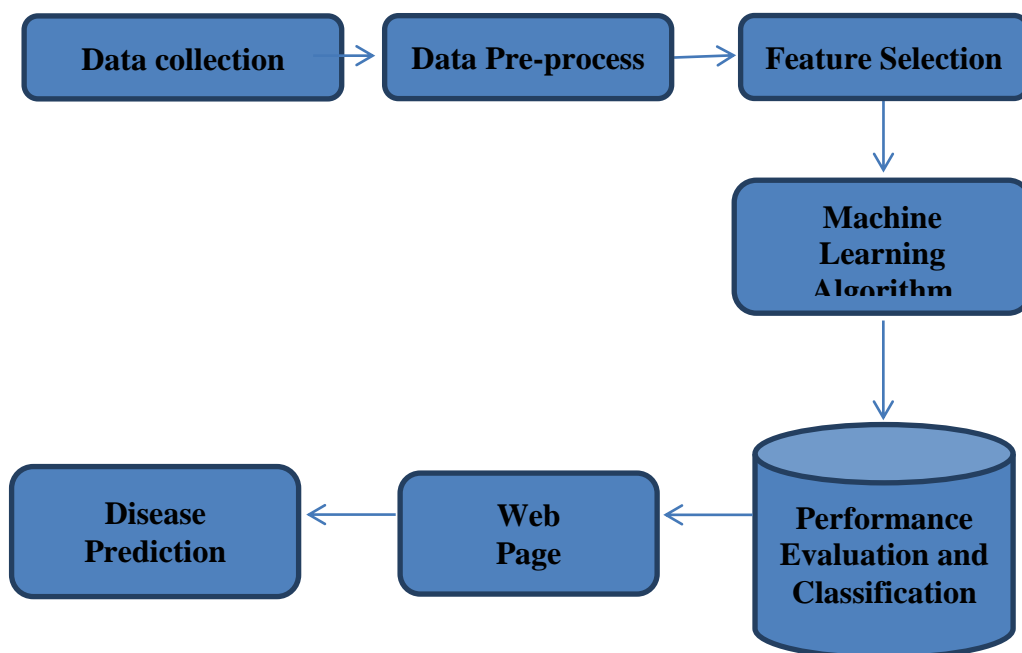 Data collection
Data Pre-process
Feature Selection
Machine
Learning
Algorithm
Performance
Evaluation and
Classification
Web
Page
Disease
Prediction